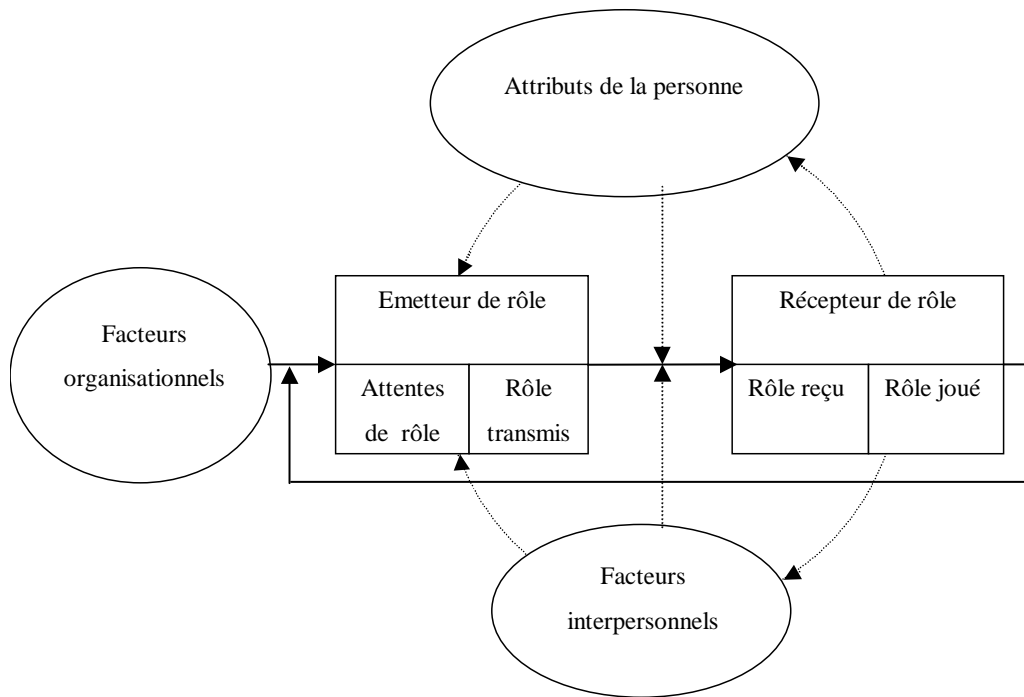 Attributs de la personne
Emetteur de rôle
Récepteur de rôle
Facteurs
organisationnels
Attentes
de rôle
Rôle
transmis
Rôle reçu
Rôle joué
Facteurs
interpersonnels